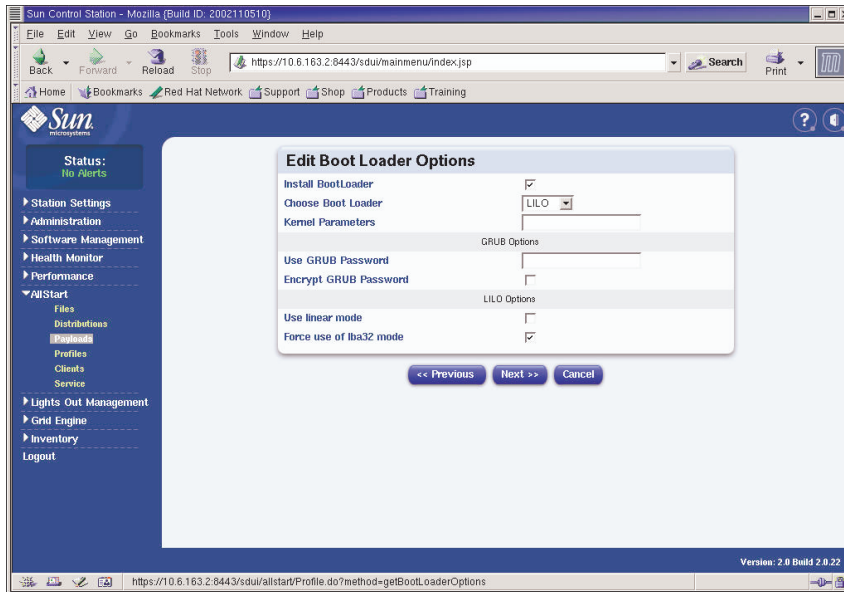 Sun Control Station - Mozilla {Build ID: 2002110510}
File Edit View Go Bookmarks Tools Window Help
Back Forward Reload Stop https://10.6.163.2:8443/sdui/mainmenu/index.jsp Search Print
Home Bookmarks Red Hat Network Support Shop Products Training
Sun
microsystems
?
Status:
No Alerts
Station Settings
Administration
Software Management
Health Monitor
Performance
AllStart
Files
Distributions
Payloads
Profiles
Clients
Service
Lights Out Management
Grid Engine
Inventory
Logout
Edit Boot Loader Options
Install BootLoader
Choose Boot Loader LILO
Kernel Parameters
GRUB Options
Use GRUB Password
Encrypt GRUB Password
LILO Options
Use linear mode
Force use of lba32 mode
<< Previous Next >> Cancel
Version: 2.0 Build 2.0.22
https://10.6.163.2:8443/sdui/allstart/Profile.do?method=getBootLoaderOptions